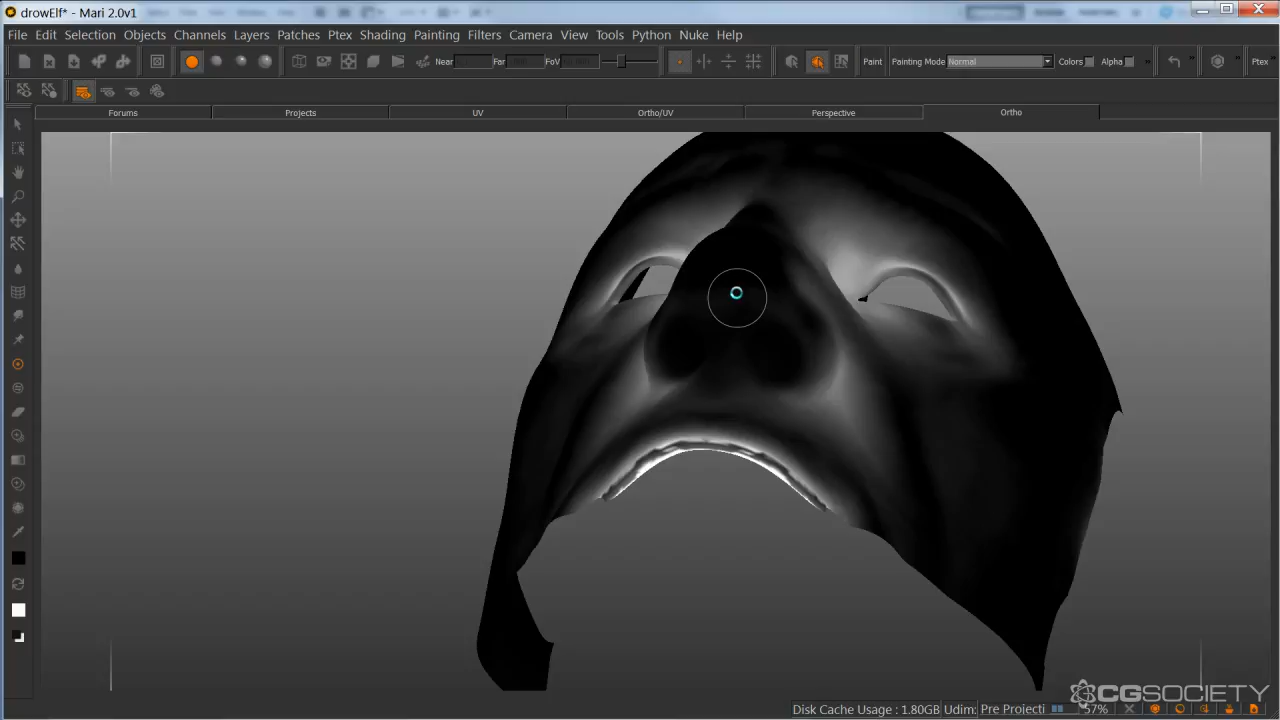 drowElf* - Mari 2.0v1
File Edit Selection Objects Channels Layers Patches Ptex Shading Painting Filters Camera View Tools Python Nuke Help
Near Far FoV Paint Painting Mode Normal Colors Alpha Ptex
Forums Projects UV Ortho/UV Perspective Ortho
CGSOCIETY
Disk Cache Usage : 1.80GB Udim: Pre Projecti 57%